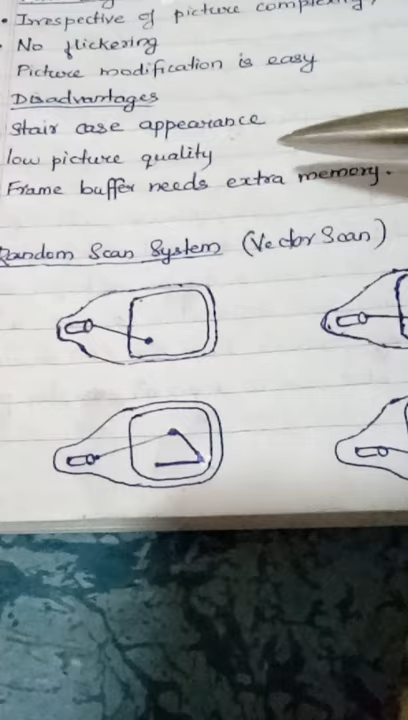 • Irrespective of picture complexity,
• No flickering
Picture modification is easy
Disadvantages
Stair case appearance
low picture quality
Frame buffer needs extra memory.
Random Scan System (Vector Scan)